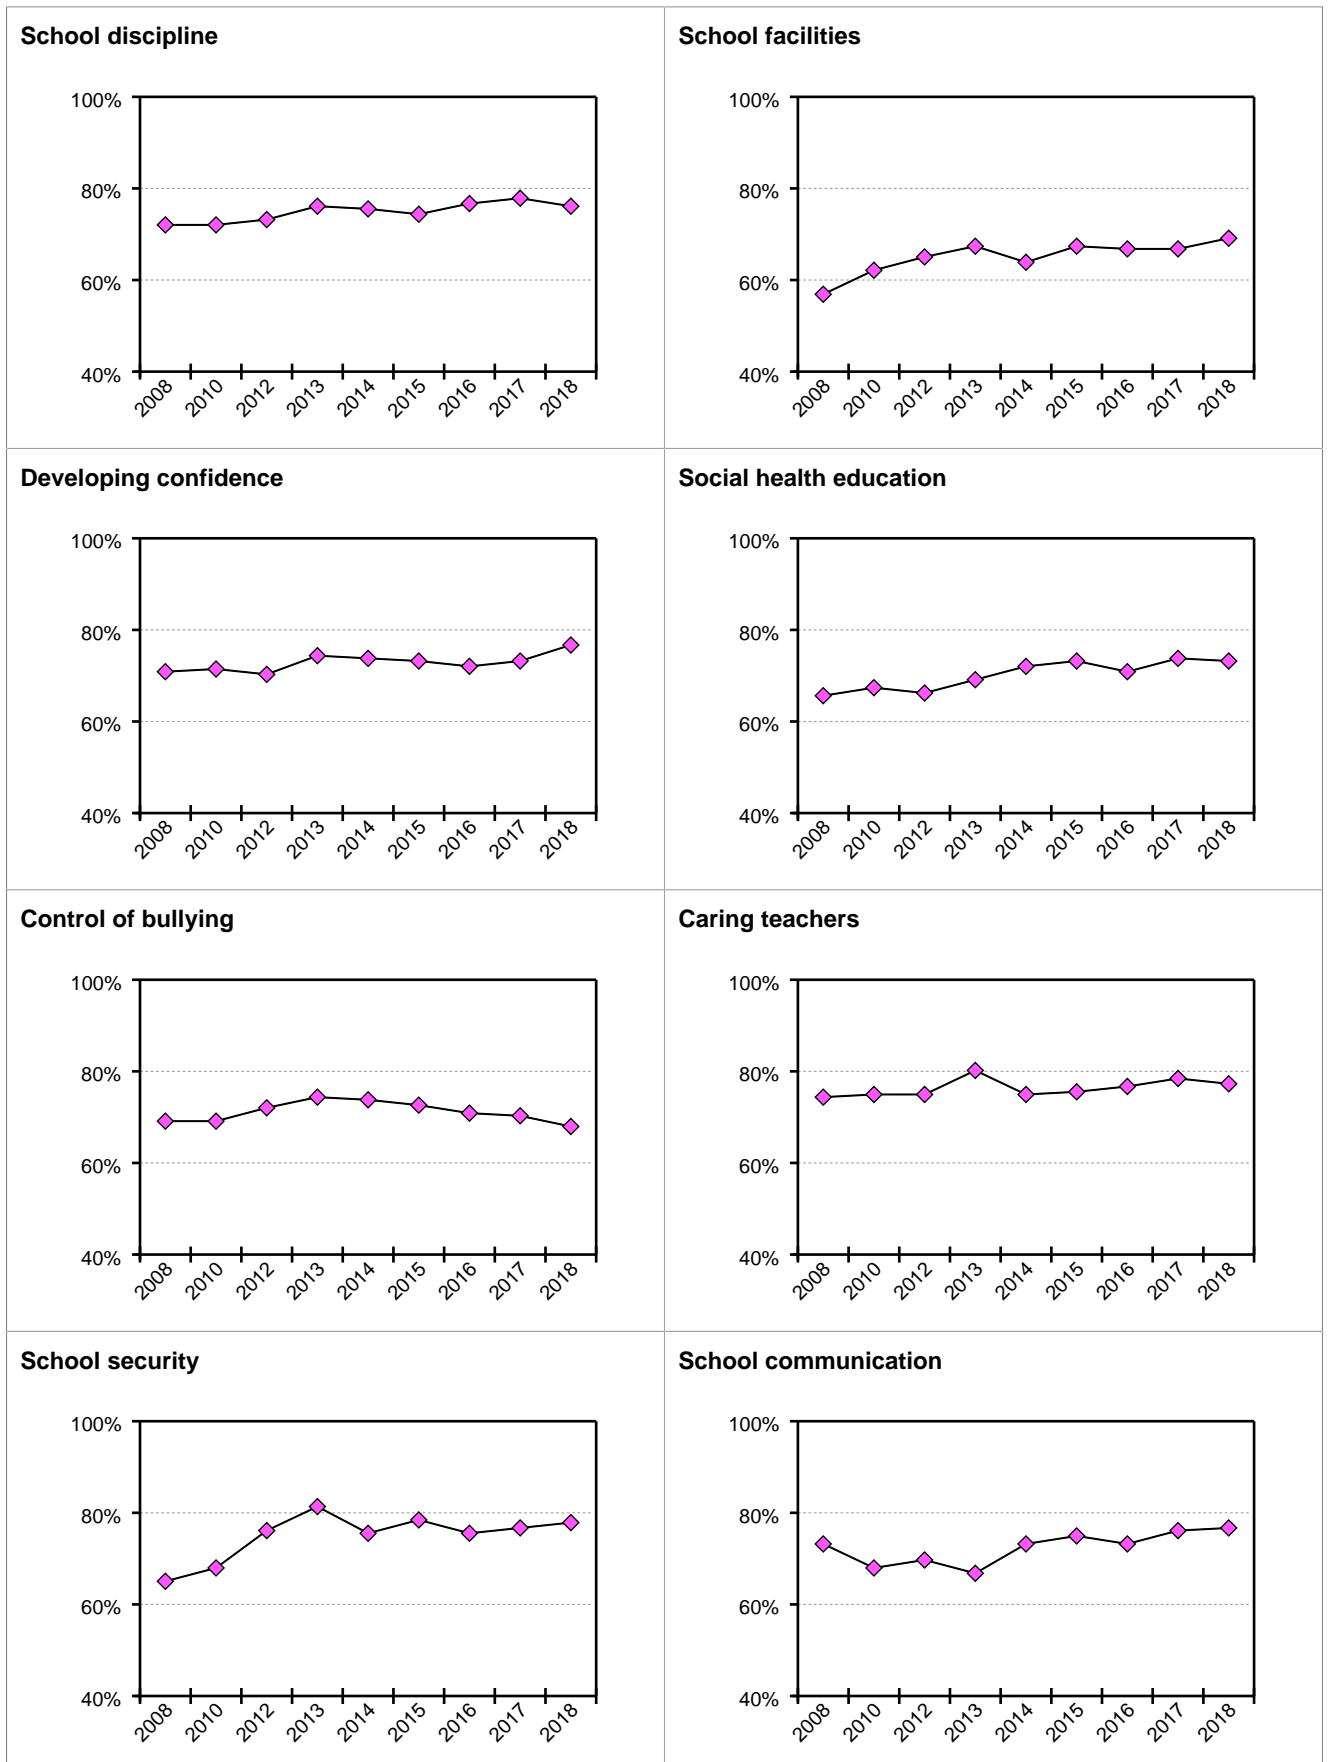 School discipline
100%
80%
60%
40%
2008 2010 2012 2013 2014 2015 2016 2017 2018
School facilities
100%
80%
60%
40%
2008 2010 2012 2013 2014 2015 2016 2017 2018
Developing confidence
100%
80%
60%
40%
2008 2010 2012 2013 2014 2015 2016 2017 2018
Social health education
100%
80%
60%
40%
2008 2010 2012 2013 2014 2015 2016 2017 2018
Control of bullying
100%
80%
60%
40%
2008 2010 2012 2013 2014 2015 2016 2017 2018
Caring teachers
100%
80%
60%
40%
2008 2010 2012 2013 2014 2015 2016 2017 2018
School security
100%
80%
60%
40%
2008 2010 2012 2013 2014 2015 2016 2017 2018
School communication
100%
80%
60%
40%
2008 2010 2012 2013 2014 2015 2016 2017 2018